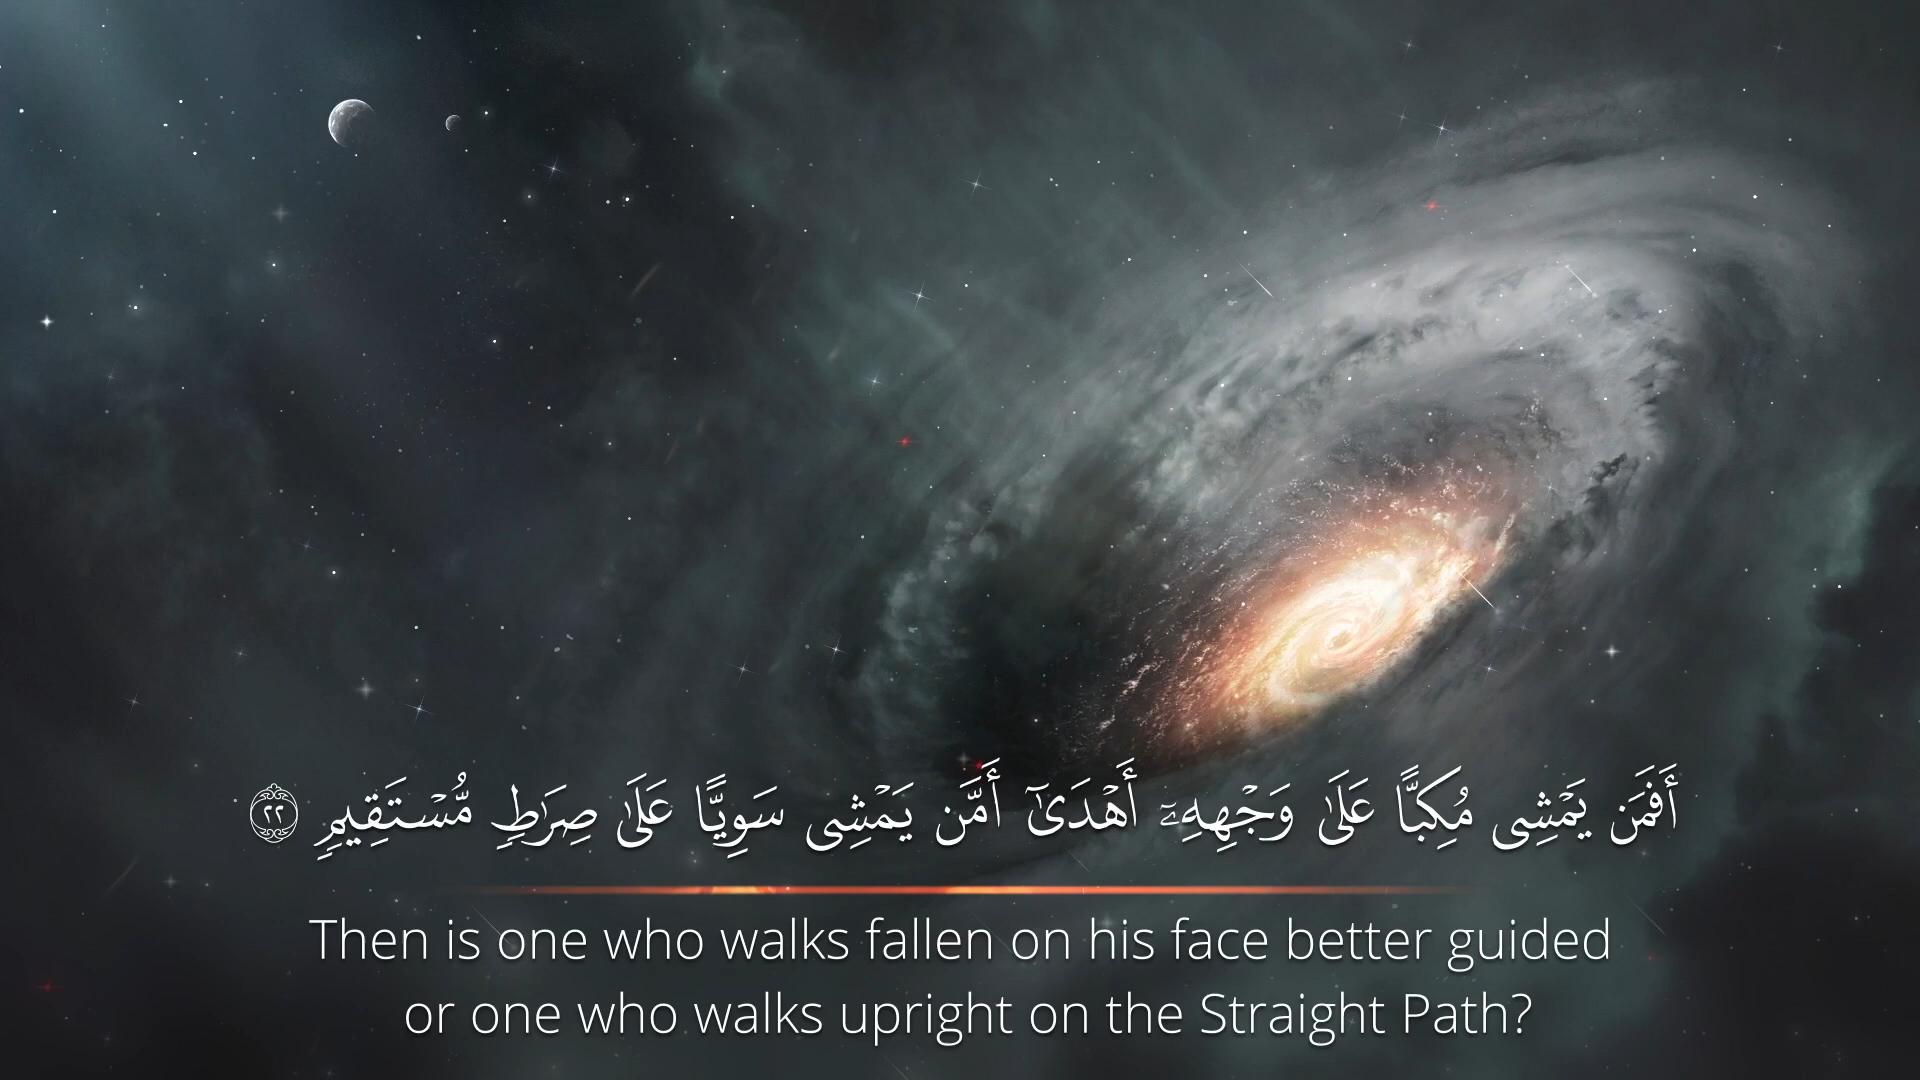 أَفَمَن يَمْشِى مُكِبًّا عَلَىٰ وَجْهِهِۦٓ أَهْدَىٰٓ أَمَّن يَمْشِى سَوِيًّا عَلَىٰ صِرَٰطٍ مُّسْتَقِيمٍ ٢٢
Then is one who walks fallen on his face better guided
or one who walks upright on the Straight Path?